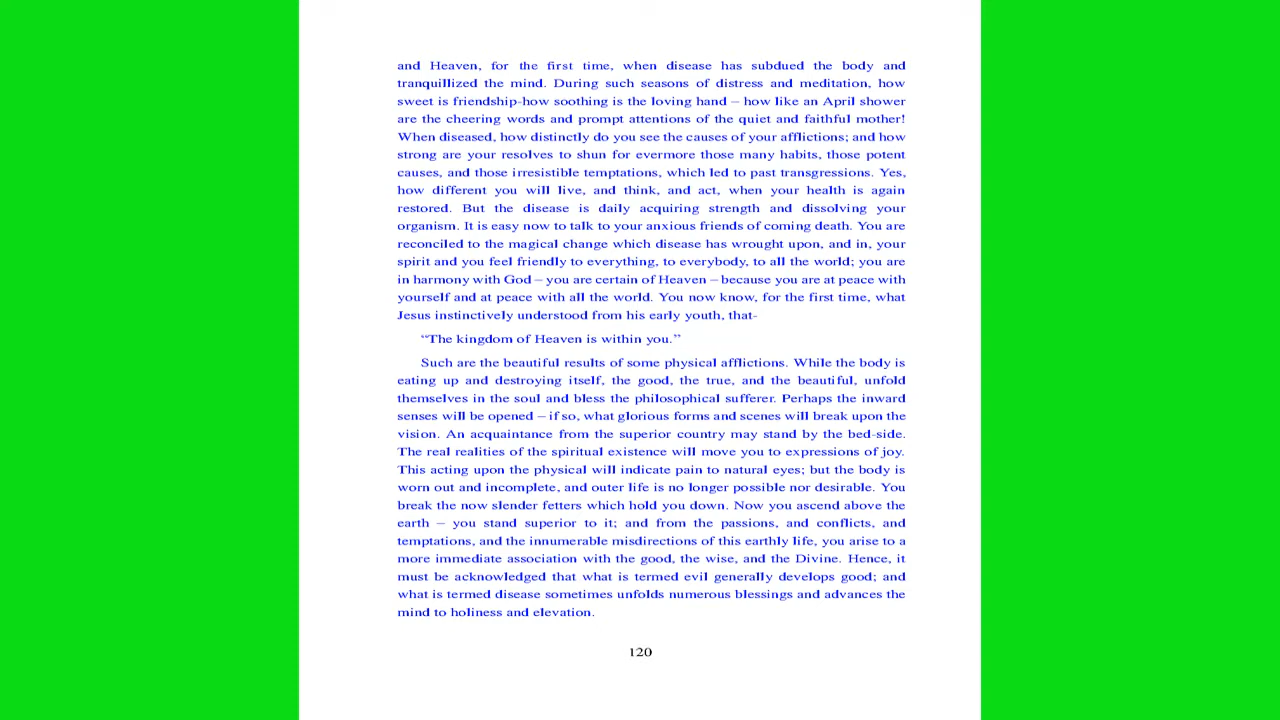 and Heaven, for the first time, when disease has subdued the body and
tranquillized the mind. During such seasons of distress and meditation, how
sweet is friendship-how soothing is the loving hand – how like an April shower
are the cheering words and prompt attentions of the quiet and faithful mother!
When diseased, how distinctly do you see the causes of your afflictions; and how
strong are your resolves to shun for evermore those many habits, those potent
causes, and those irresistible temptations, which led to past transgressions. Yes,
how different you will live, and think, and act, when your health is again
restored. But the disease is daily acquiring strength and dissolving your
organism. It is easy now to talk to your anxious friends of coming death. You are
reconciled to the magical change which disease has wrought upon, and in, your
spirit and you feel friendly to everything, to everybody, to all the world; you are
in harmony with God – you are certain of Heaven – because you are at peace with
yourself and at peace with all the world. You now know, for the first time, what
Jesus instinctively understood from his early youth, that-
“The kingdom of Heaven is within you.”
Such are the beautiful results of some physical afflictions. While the body is
eating up and destroying itself, the good, the true, and the beautiful, unfold
themselves in the soul and bless the philosophical sufferer. Perhaps the inward
senses will be opened – if so, what glorious forms and scenes will break upon the
vision. An acquaintance from the superior country may stand by the bed-side.
The real realities of the spiritual existence will move you to expressions of joy.
This acting upon the physical will indicate pain to natural eyes; but the body is
worn out and incomplete, and outer life is no longer possible nor desirable. You
break the now slender fetters which hold you down. Now you ascend above the
earth – you stand superior to it; and from the passions, and conflicts, and
temptations, and the innumerable misdirections of this earthly life, you arise to a
more immediate association with the good, the wise, and the Divine. Hence, it
must be acknowledged that what is termed evil generally develops good; and
what is termed disease sometimes unfolds numerous blessings and advances the
mind to holiness and elevation.
120